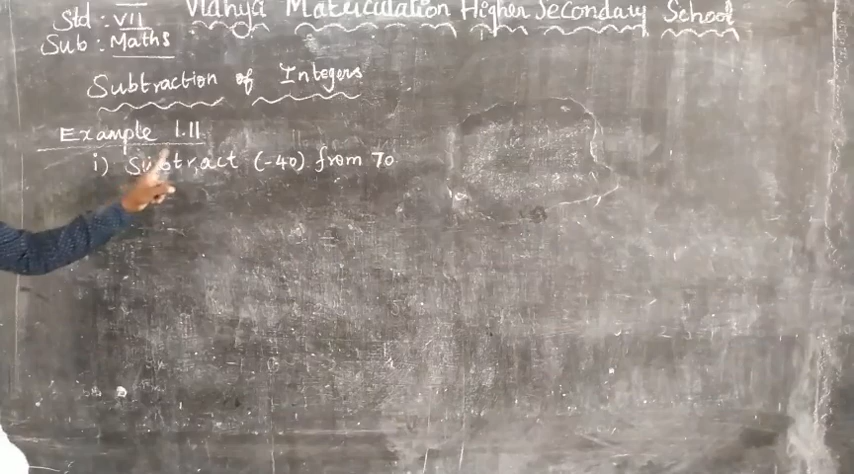 Vidhya Matriculation Higher Secondary School
Std : VII
Sub : Maths
Subtraction of Integers
Example 1.11
i) Subtract (-40) from 70